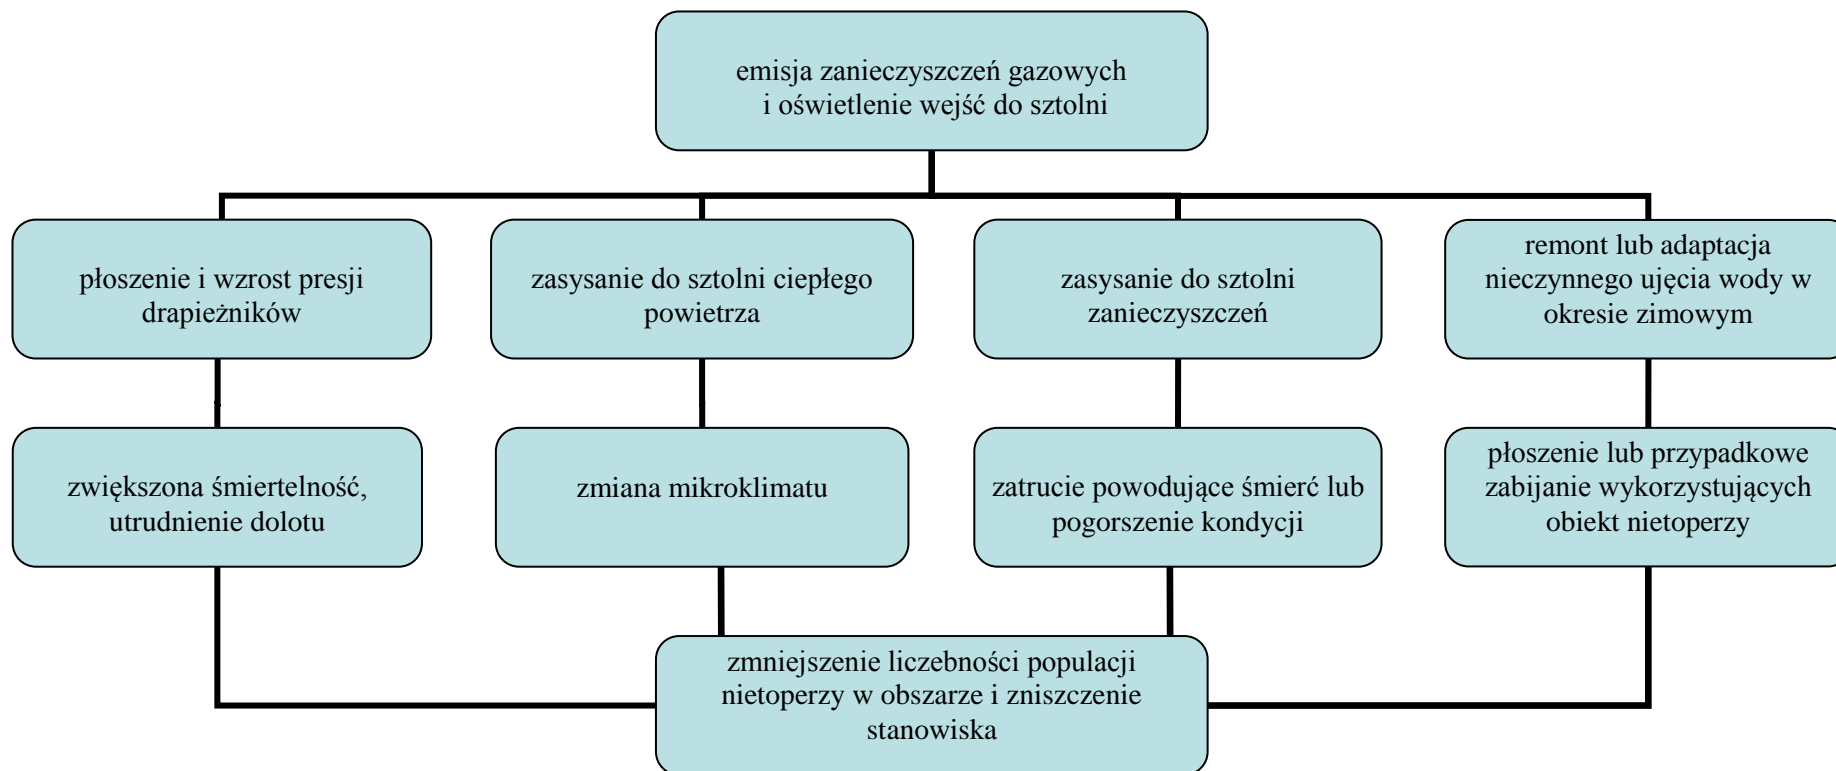 emisja zanieczyszczeń gazowych
i oświetlenie wejść do sztolni
płoszenie i wzrost presji
drapieżników
zasysanie do sztolni ciepłego
powietrza
zasysanie do sztolni
zanieczyszczeń
remont lub adaptacja
nieczynnego ujęcia wody w
okresie zimowym
zwiększona śmiertelność,
utrudnienie dolotu
zmiana mikroklimatu
zatrucie powodujące śmierć lub
pogorszenie kondycji
płoszenie lub przypadkowe
zabijanie wykorzystujących
obiekt nietoperzy
zmniejszenie liczebności populacji
nietoperzy w obszarze i zniszczenie
stanowiska